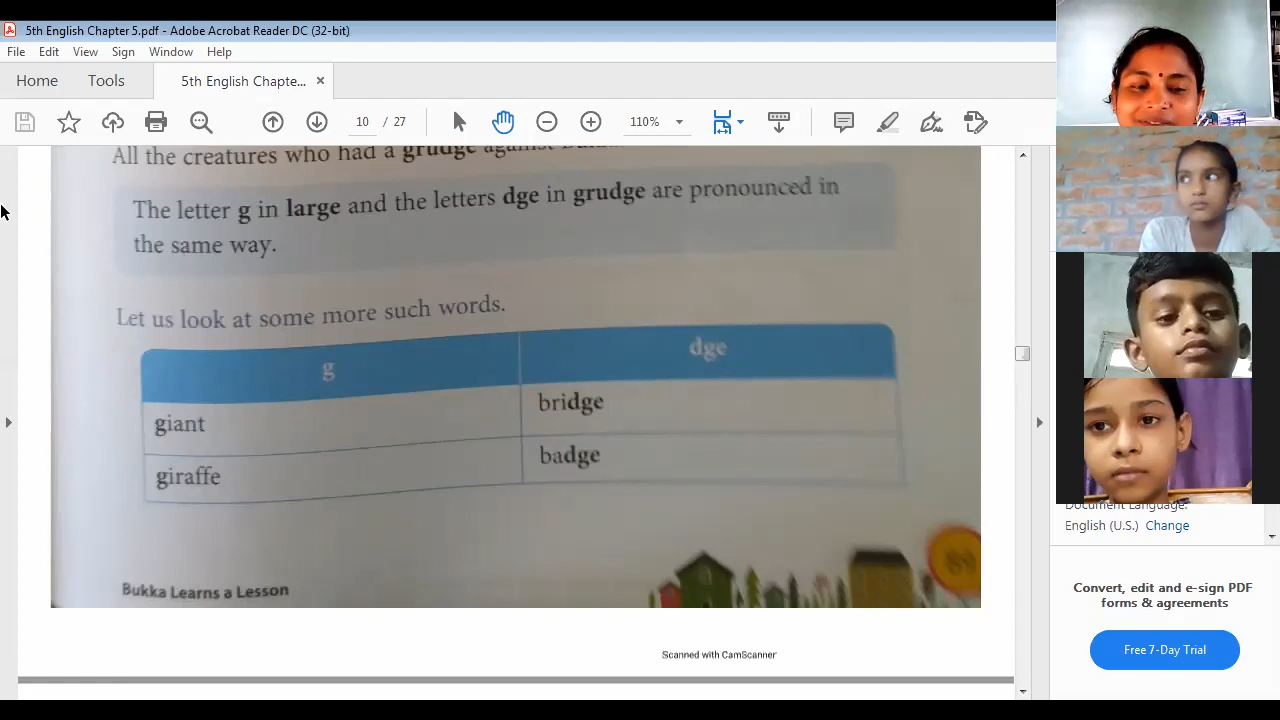 5th English Chapter 5.pdf - Adobe Acrobat Reader DC (32-bit)
File Edit View Sign Window Help
Home Tools 5th English Chapte... ×
10 / 27 110%
All the creatures who had a grudge against
The letter g in large and the letters dge in grudge are pronounced in
the same way.
Let us look at some more such words.
g dge
giant bridge
giraffe badge
89
Bukka Learns a Lesson
Scanned with CamScanner
Document Language:
English (U.S.) Change
Convert, edit and e-sign PDF
forms & agreements
Free 7-Day Trial